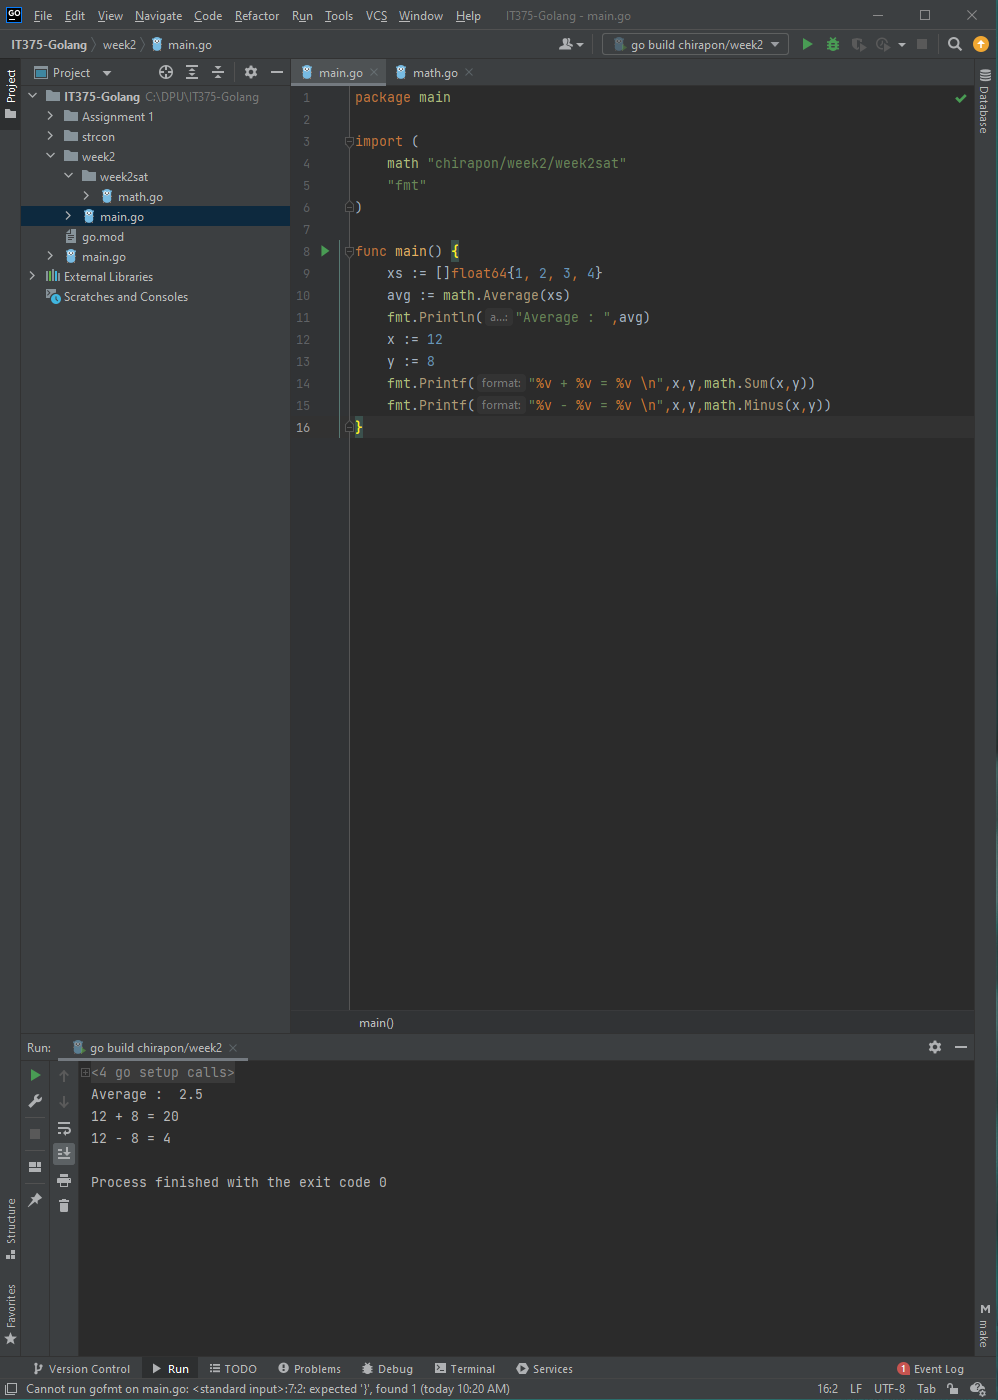 GO File Edit View Navigate Code Refactor Run Tools VCS Window Help IT375-Golang - main.go
IT375-Golang week2 main.go go build chirapon/week2
Project
Project
main.go
math.go
IT375-Golang C:\DPU\IT375-Golang
Assignment 1
strcon
week2
week2sat
math.go
main.go
go.mod
main.go
External Libraries
Scratches and Consoles
1 package main
2
3 import (
4 math "chirapon/week2/week2sat"
5 "fmt"
6 )
7
8 func main() {
9 xs := []float64{1, 2, 3, 4}
10 avg := math.Average(xs)
11 fmt.Println( a...: "Average : ",avg)
12 x := 12
13 y := 8
14 fmt.Printf( format: "%v + %v = %v \n",x,y,math.Sum(x,y))
15 fmt.Printf( format: "%v - %v = %v \n",x,y,math.Minus(x,y))
16 }
main()
Database
Run: go build chirapon/week2
<4 go setup calls>
Average :  2.5
12 + 8 = 20
12 - 8 = 4
Process finished with the exit code 0
Structure
Favorites
M make
Version Control Run TODO Problems Debug Terminal Services 1 Event Log
Cannot run gofmt on main.go: <standard input>:7:2: expected '}', found 1 (today 10:20 AM) 16:2 LF UTF-8 Tab